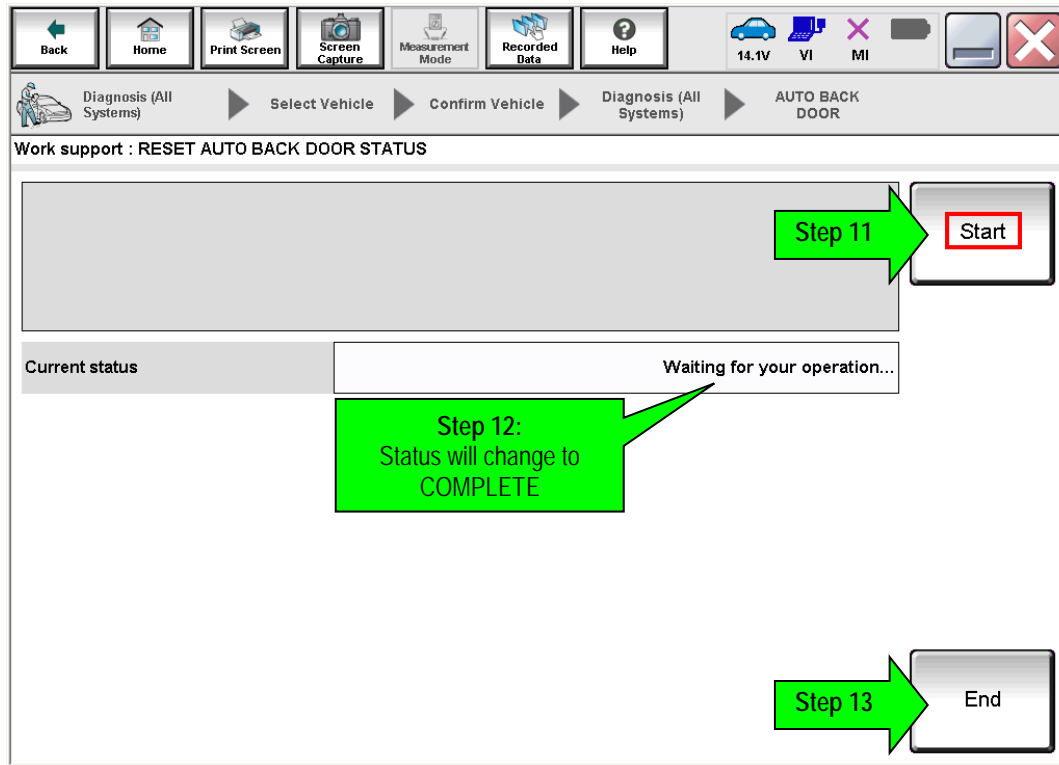 Back
Home
Print Screen
Screen
Capture
Measurement
Mode
Recorded
Data
Help
14.1V
VI
MI
Diagnosis (All
Systems)
Select Vehicle
Confirm Vehicle
Diagnosis (All
Systems)
AUTO BACK
DOOR
Work support : RESET AUTO BACK DOOR STATUS
Step 11
Start
Current status
Waiting for your operation...
Step 12:
Status will change to
COMPLETE
Step 13
End